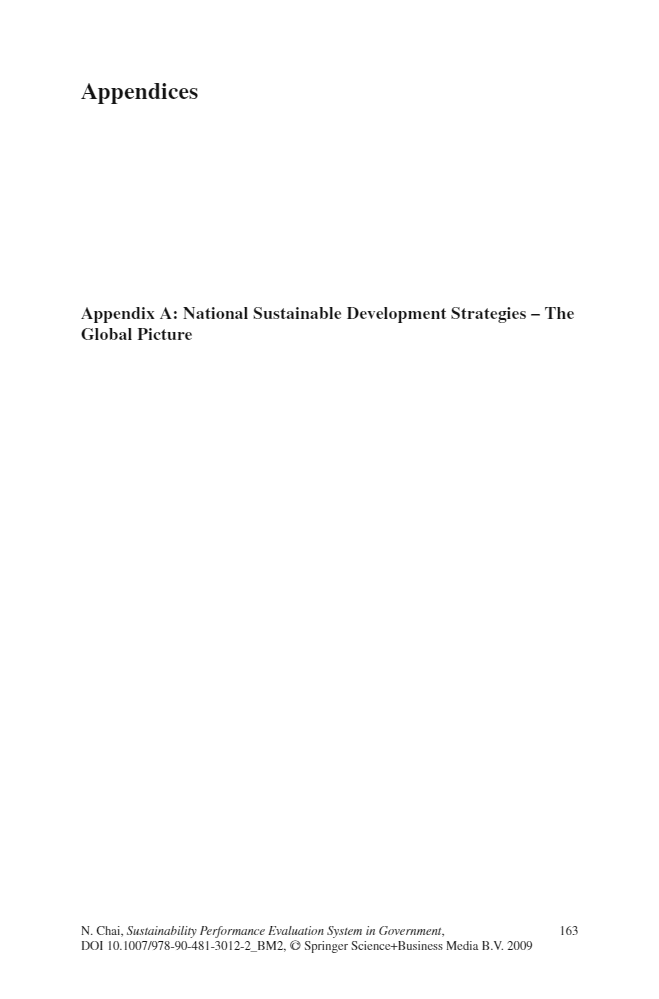 Appendices
Appendix A: National Sustainable Development Strategies – The
Global Picture
N. Chai, Sustainability Performance Evaluation System in Government, 163
DOI 10.1007/978-90-481-3012-2_BM2, © Springer Science+Business Media B.V. 2009